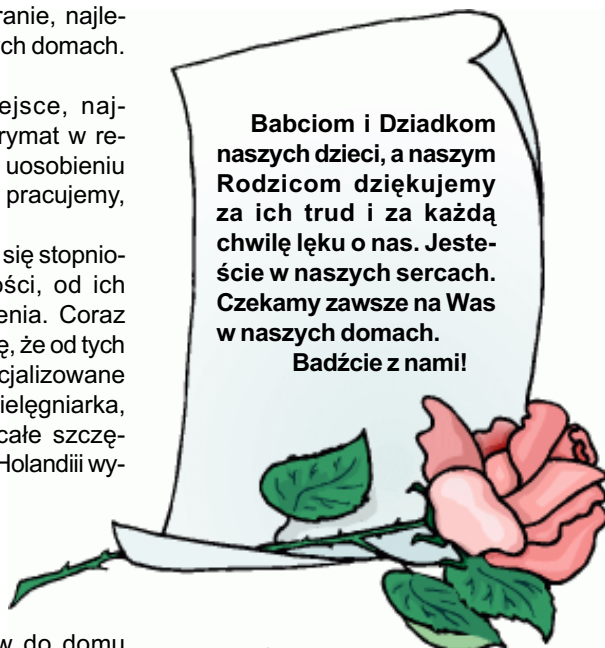 ranie, najle-
ych domach.
ejsce, naj-
rymat w re-
uosobieniu
pracujemy,
się stopnio-
ości, od ich
enia. Coraz
ę, że od tych
cjalizowane
ielęgniarka,
całe szczę-
Holandiii wy-
w do domu
Babciom i Dziadkom
naszych dzieci, a naszym
Rodzicom dziękujemy
za ich trud i za każdą
chwilę lęku o nas. Jeste-
ście w naszych sercach.
Czekamy zawsze na Was
w naszych domach.
Badźcie z nami!